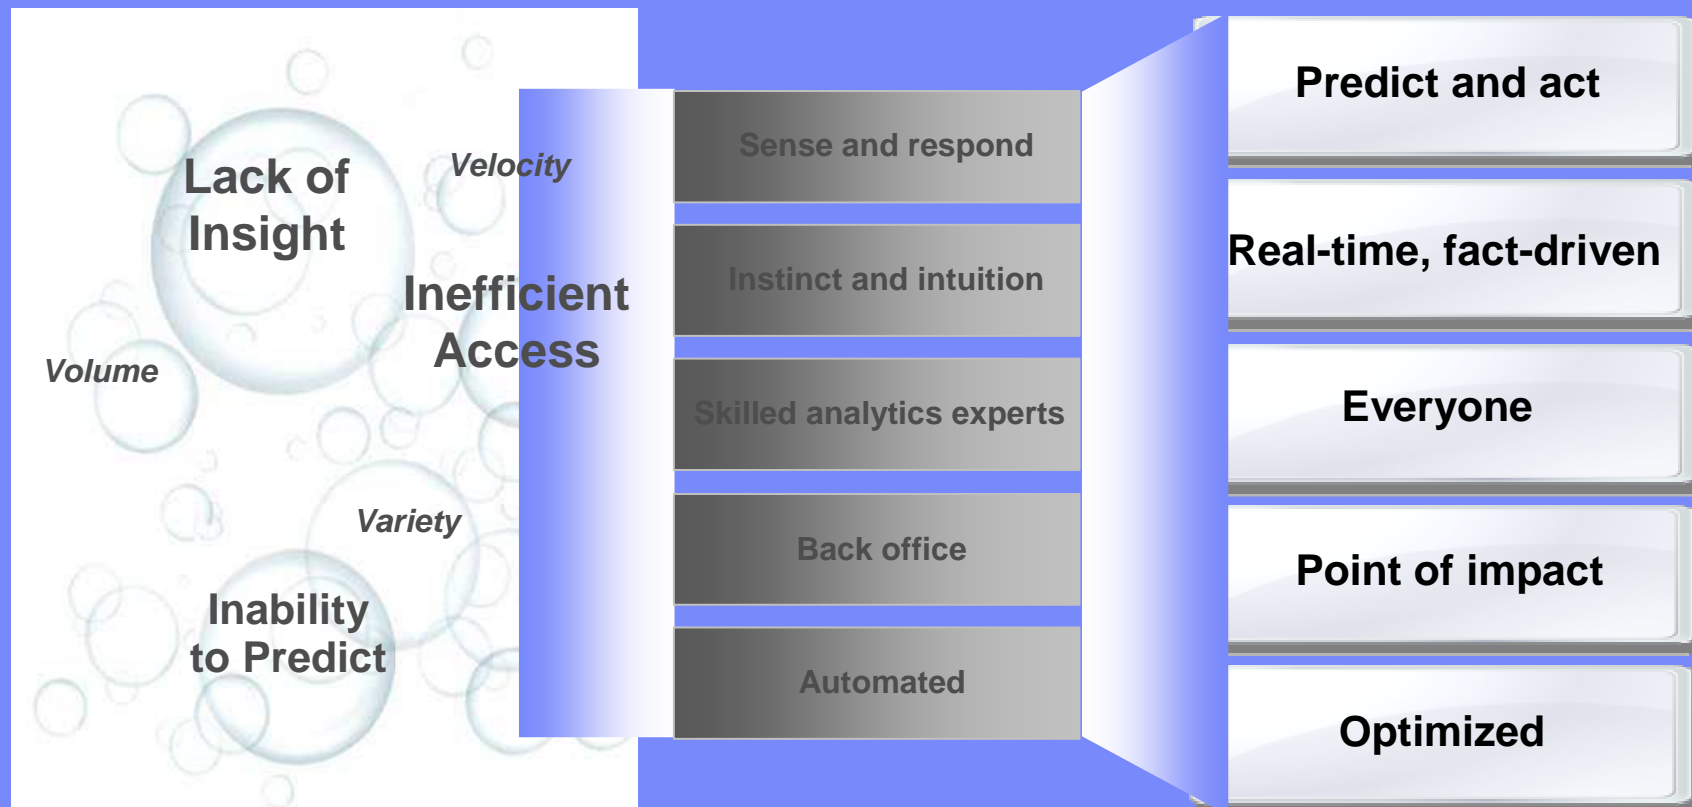 Lack of
Insight
Velocity
Inefficient
Access
Volume
Variety
Inability
to Predict
Sense and respond
Instinct and intuition
Skilled analytics experts
Back office
Automated
Predict and act
Real-time, fact-driven
Everyone
Point of impact
Optimized